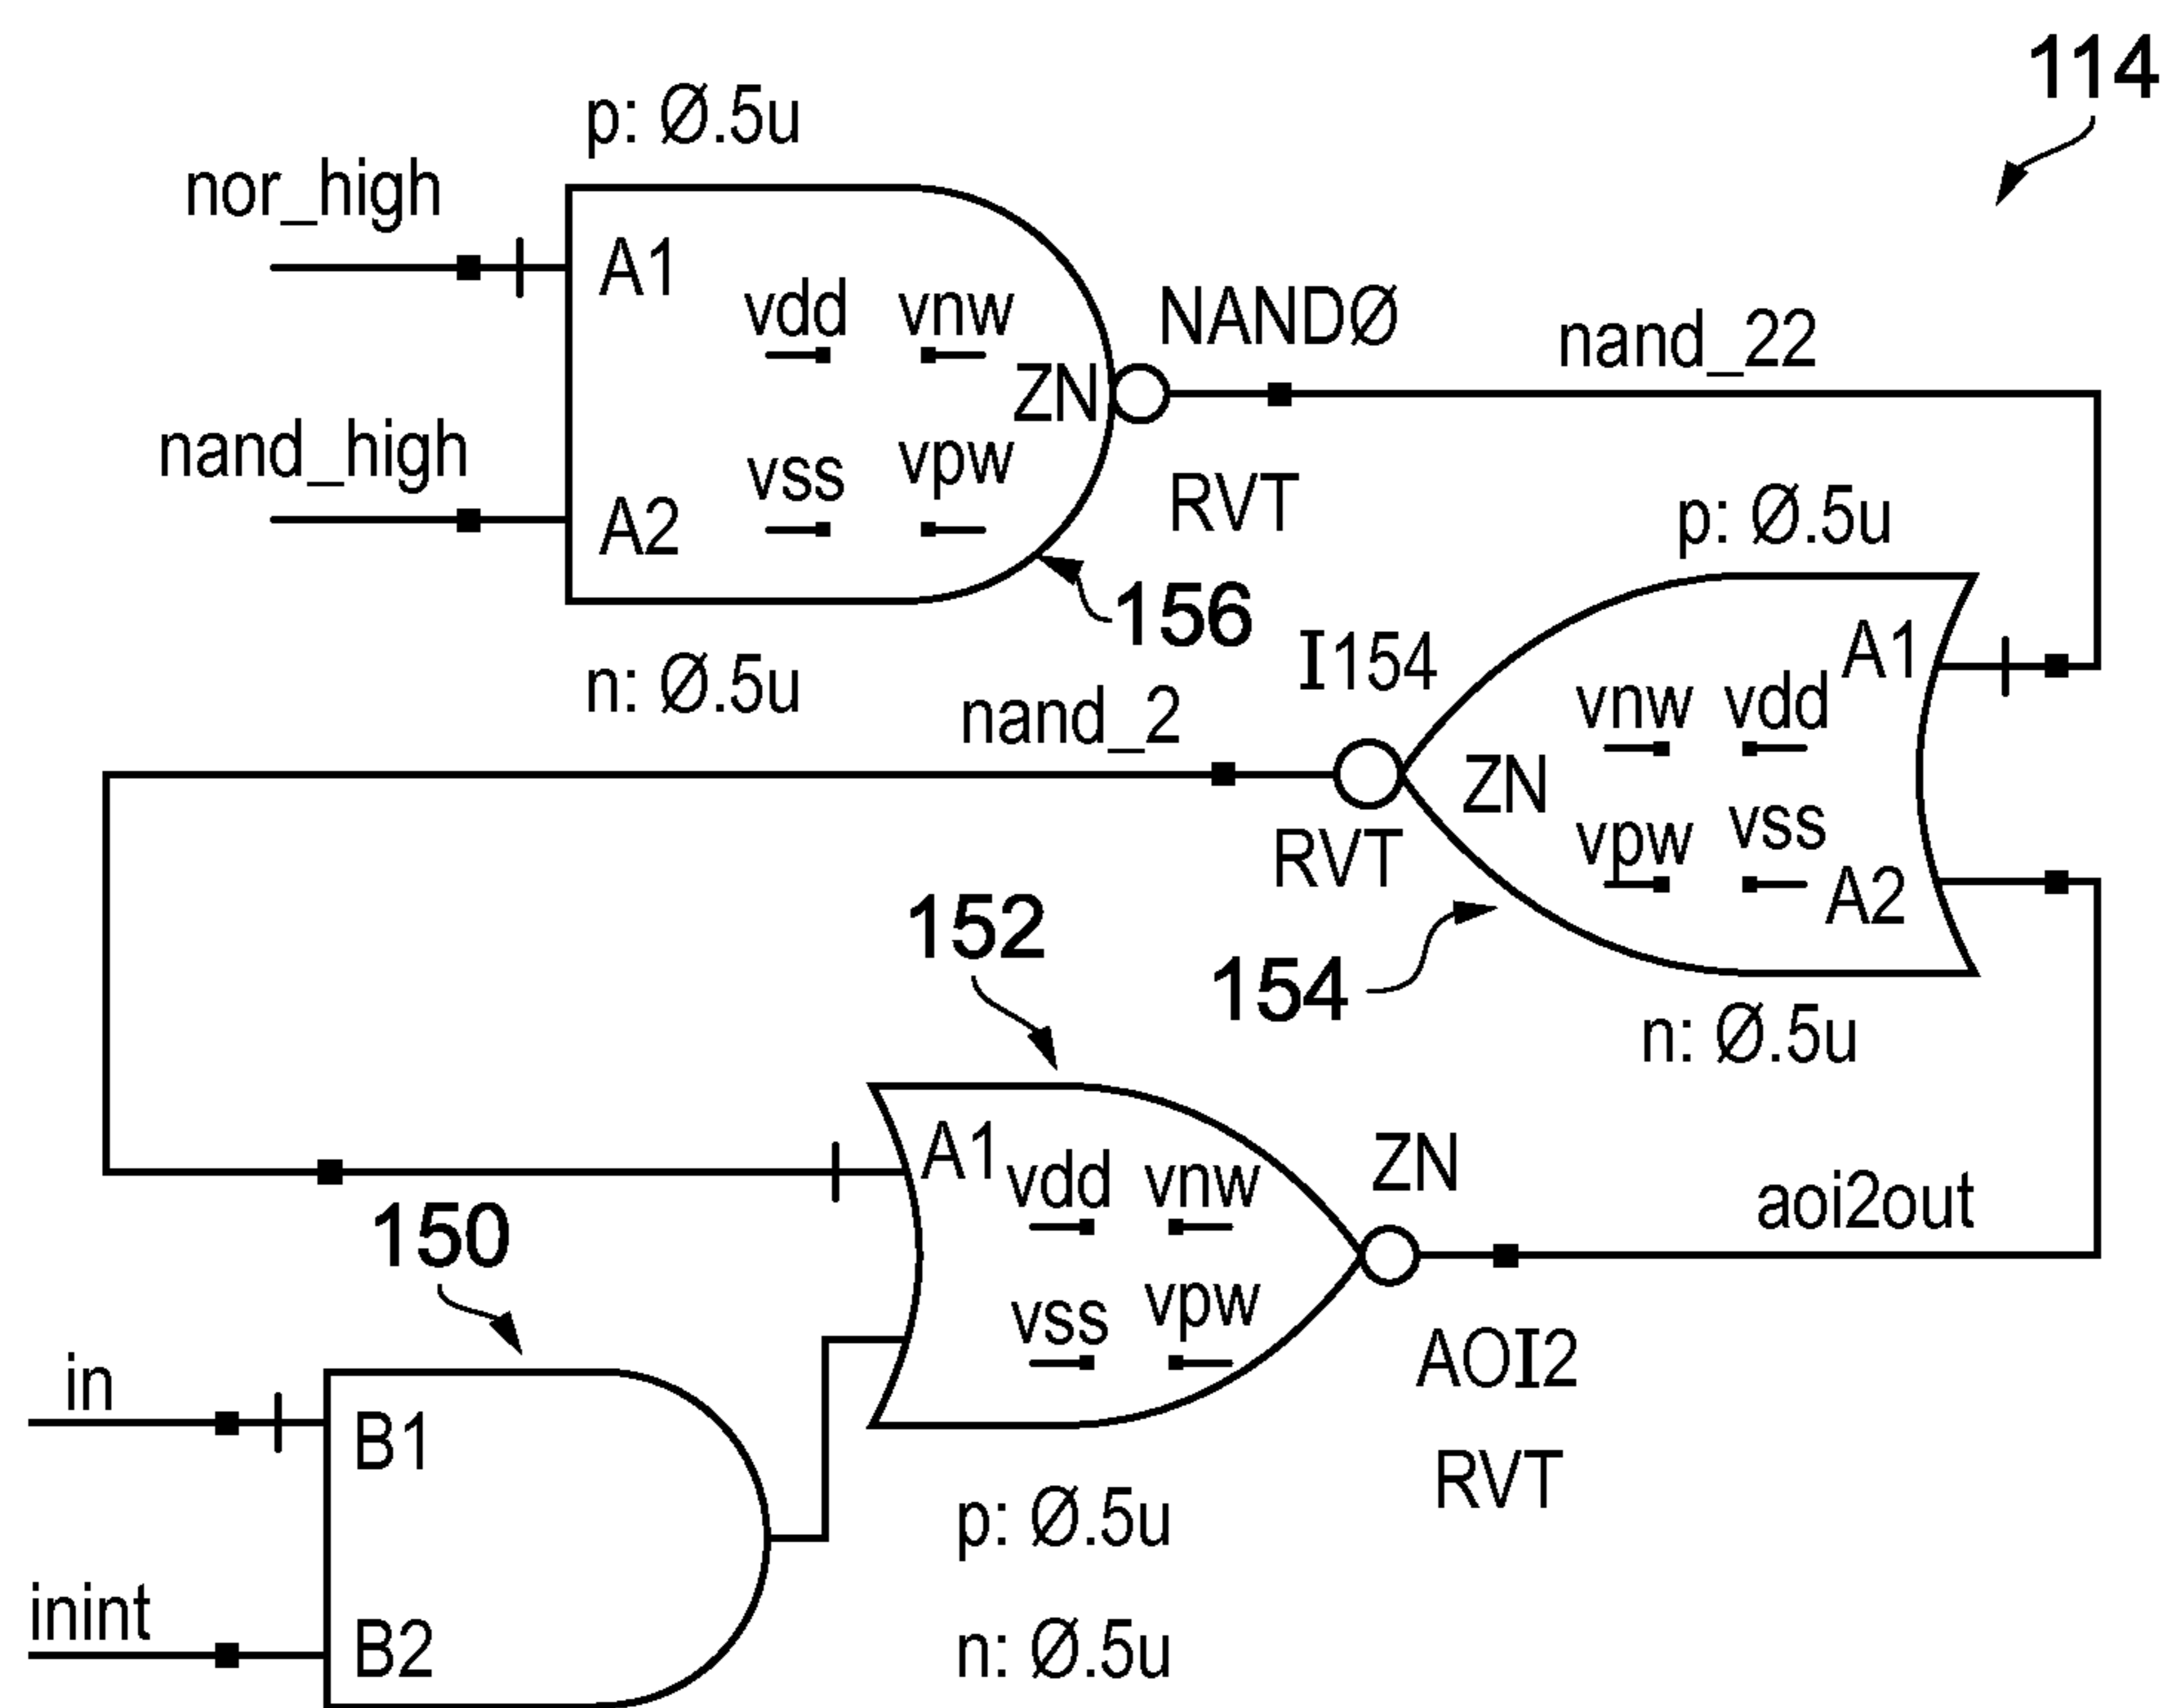 114
p: Ø.5u
nor_high
A1
vdd
vnw
NANDØ
nand_22
ZN
nand_high
vss
vpw
A2
RVT
p: Ø.5u
156
n: Ø.5u
nand_2
I154
A1
vnw
vdd
ZN
RVT
vpw
vss
A2
152
154
n: Ø.5u
A1
vdd
vnw
ZN
aoi2out
150
vss
vpw
AOI2
in
B1
RVT
p: Ø.5u
inint
B2
n: Ø.5u